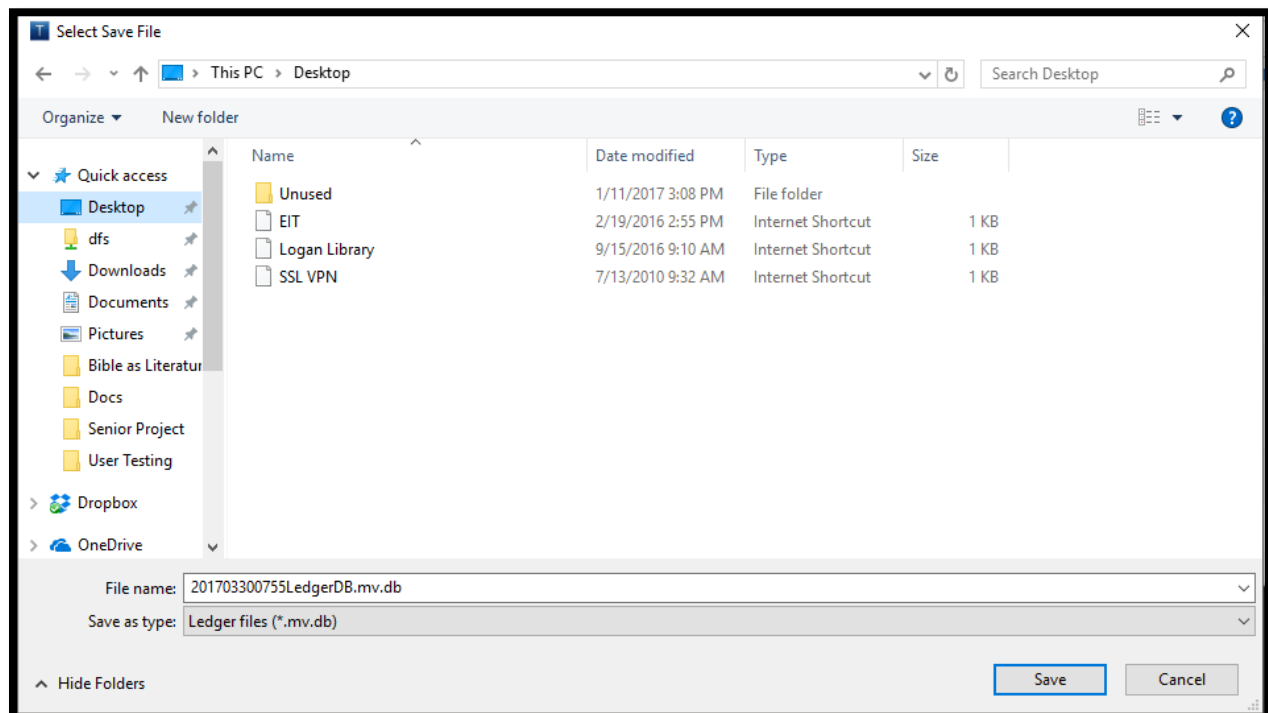 T Select Save File
This PC > Desktop
Search Desktop
Organize New folder
Name Date modified Type Size
Quick access
Desktop
dfs
Downloads
Documents
Pictures
Bible as Literatur
Docs
Senior Project
User Testing
Dropbox
OneDrive
Unused 1/11/2017 3:08 PM File folder
EIT 2/19/2016 2:55 PM Internet Shortcut 1 KB
Logan Library 9/15/2016 9:10 AM Internet Shortcut 1 KB
SSL VPN 7/13/2010 9:32 AM Internet Shortcut 1 KB
File name: 201703300755LedgerDB.mv.db
Save as type: Ledger files (*.mv.db)
Hide Folders
Save Cancel